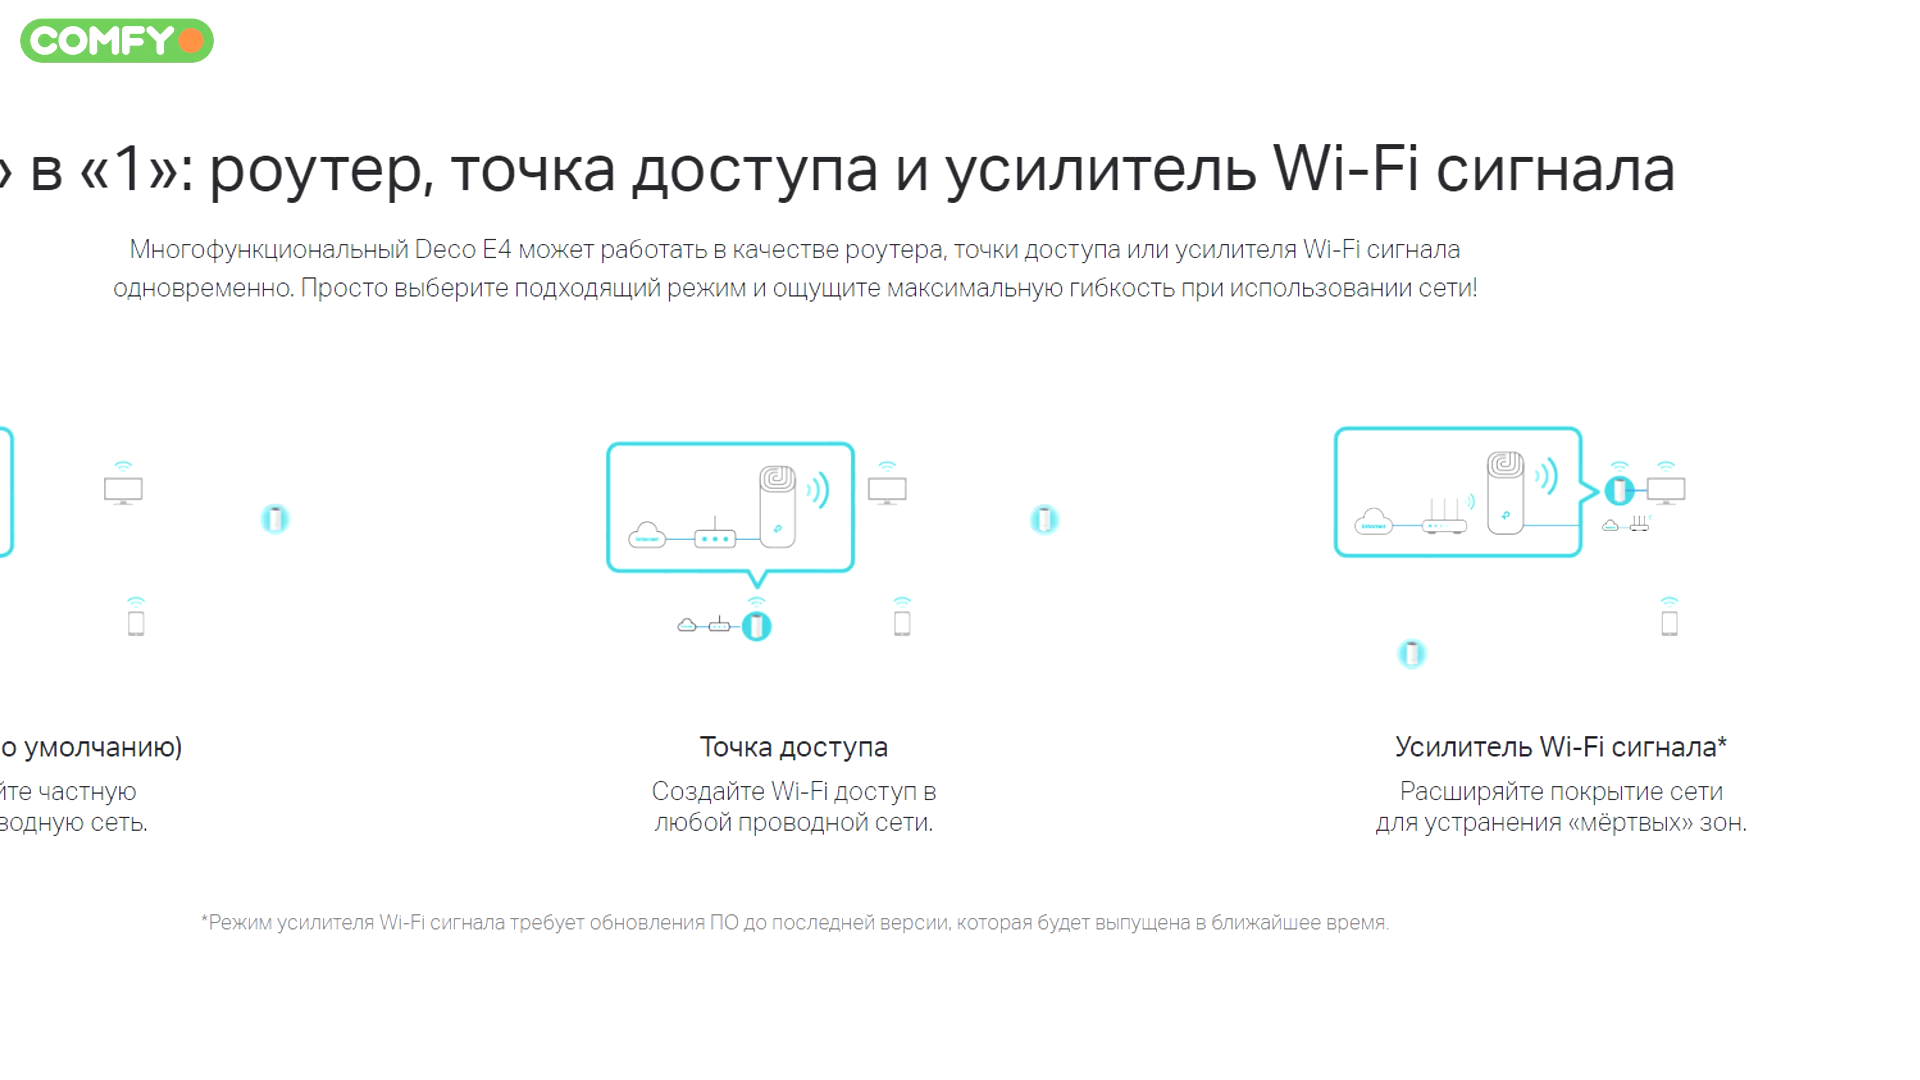 COMFY
» в «1»: роутер, точка доступа и усилитель Wi-Fi сигнала
Многофункциональный Deco E4 может работать в качестве роутера, точки доступа или усилителя Wi-Fi сигнала
одновременно. Просто выберите подходящий режим и ощущите максимальную гибкость при использовании сети!
Internet
Internet
о умолчанию)
йте частную
водную сеть.
Точка доступа
Создайте Wi-Fi доступ в
любой проводной сети.
Усилитель Wi-Fi сигнала*
Расширяйте покрытие сети
для устранения «мёртвых» зон.
*Режим усилителя Wi-Fi сигнала требует обновления ПО до последней версии, которая будет выпущена в ближайшее время.